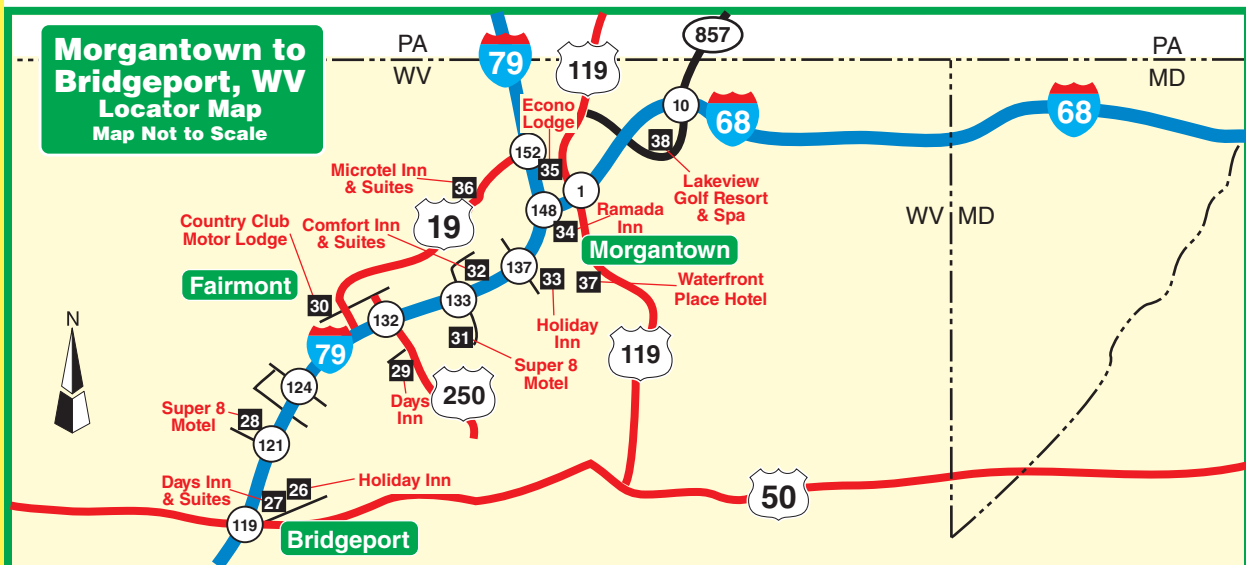 Morgantown to
Bridgeport, WV
Locator Map
Map Not to Scale
PA
WV
79
119
857
PA
MD
10
68
68
Econo
Lodge
152
35
38
Microtel Inn
& Suites
36
1
Lakeview
Golf Resort
& Spa
148
Ramada
Inn
34
WV
MD
19
Country Club
Motor Lodge
Comfort Inn
& Suites
Morgantown
32
137
33
37
Waterfront
Place Hotel
Fairmont
30
133
132
N
Holiday
Inn
31
79
119
Super 8
Motel
29
124
250
Days
Inn
Super 8
Motel
28
121
Days Inn
& Suites
27
26
Holiday Inn
50
119
Bridgeport